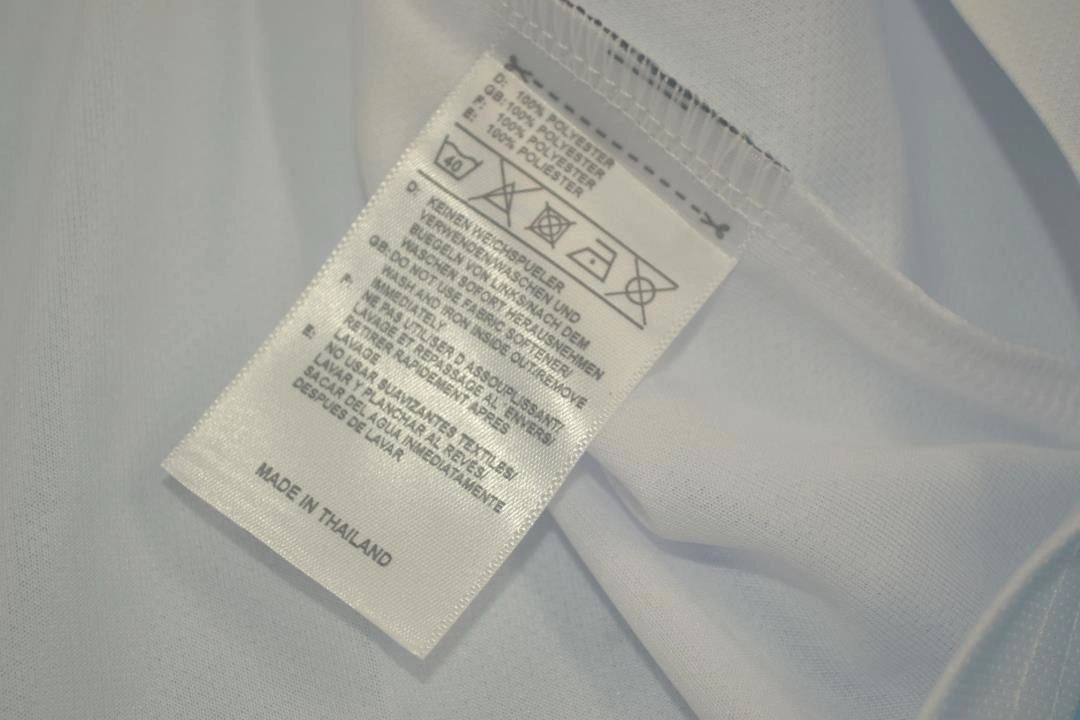 D: 100% POLYESTER
GB: 100% POLYESTER
F: 100% POLYESTER
E: 100% POLIESTER
40
D: KEINEN WEICHSPUELER
VERWENDEN/WASCHEN UND
BUEGELN VON LINKS/NACH DEM
WASCHEN SOFORT HERAUSNEHMEN
GB: DO NOT USE FABRIC SOFTENER/
WASH AND IRON INSIDE OUT/REMOVE
IMMEDIATELY
F: NE PAS UTILISER D ASSOUPLISSANT/
LAVAGE ET REPASSAGE AL ENVERS/
RETIRER RAPIDEMENT APRES
LAVAGE
E: NO USAR SUAVIZANTES TEXTILES/
LAVAR Y PLANCHAR AL REVES/
SACAR DEL AGUA INMEDIATAMENTE
DESPUES DE LAVAR
MADE IN THAILAND